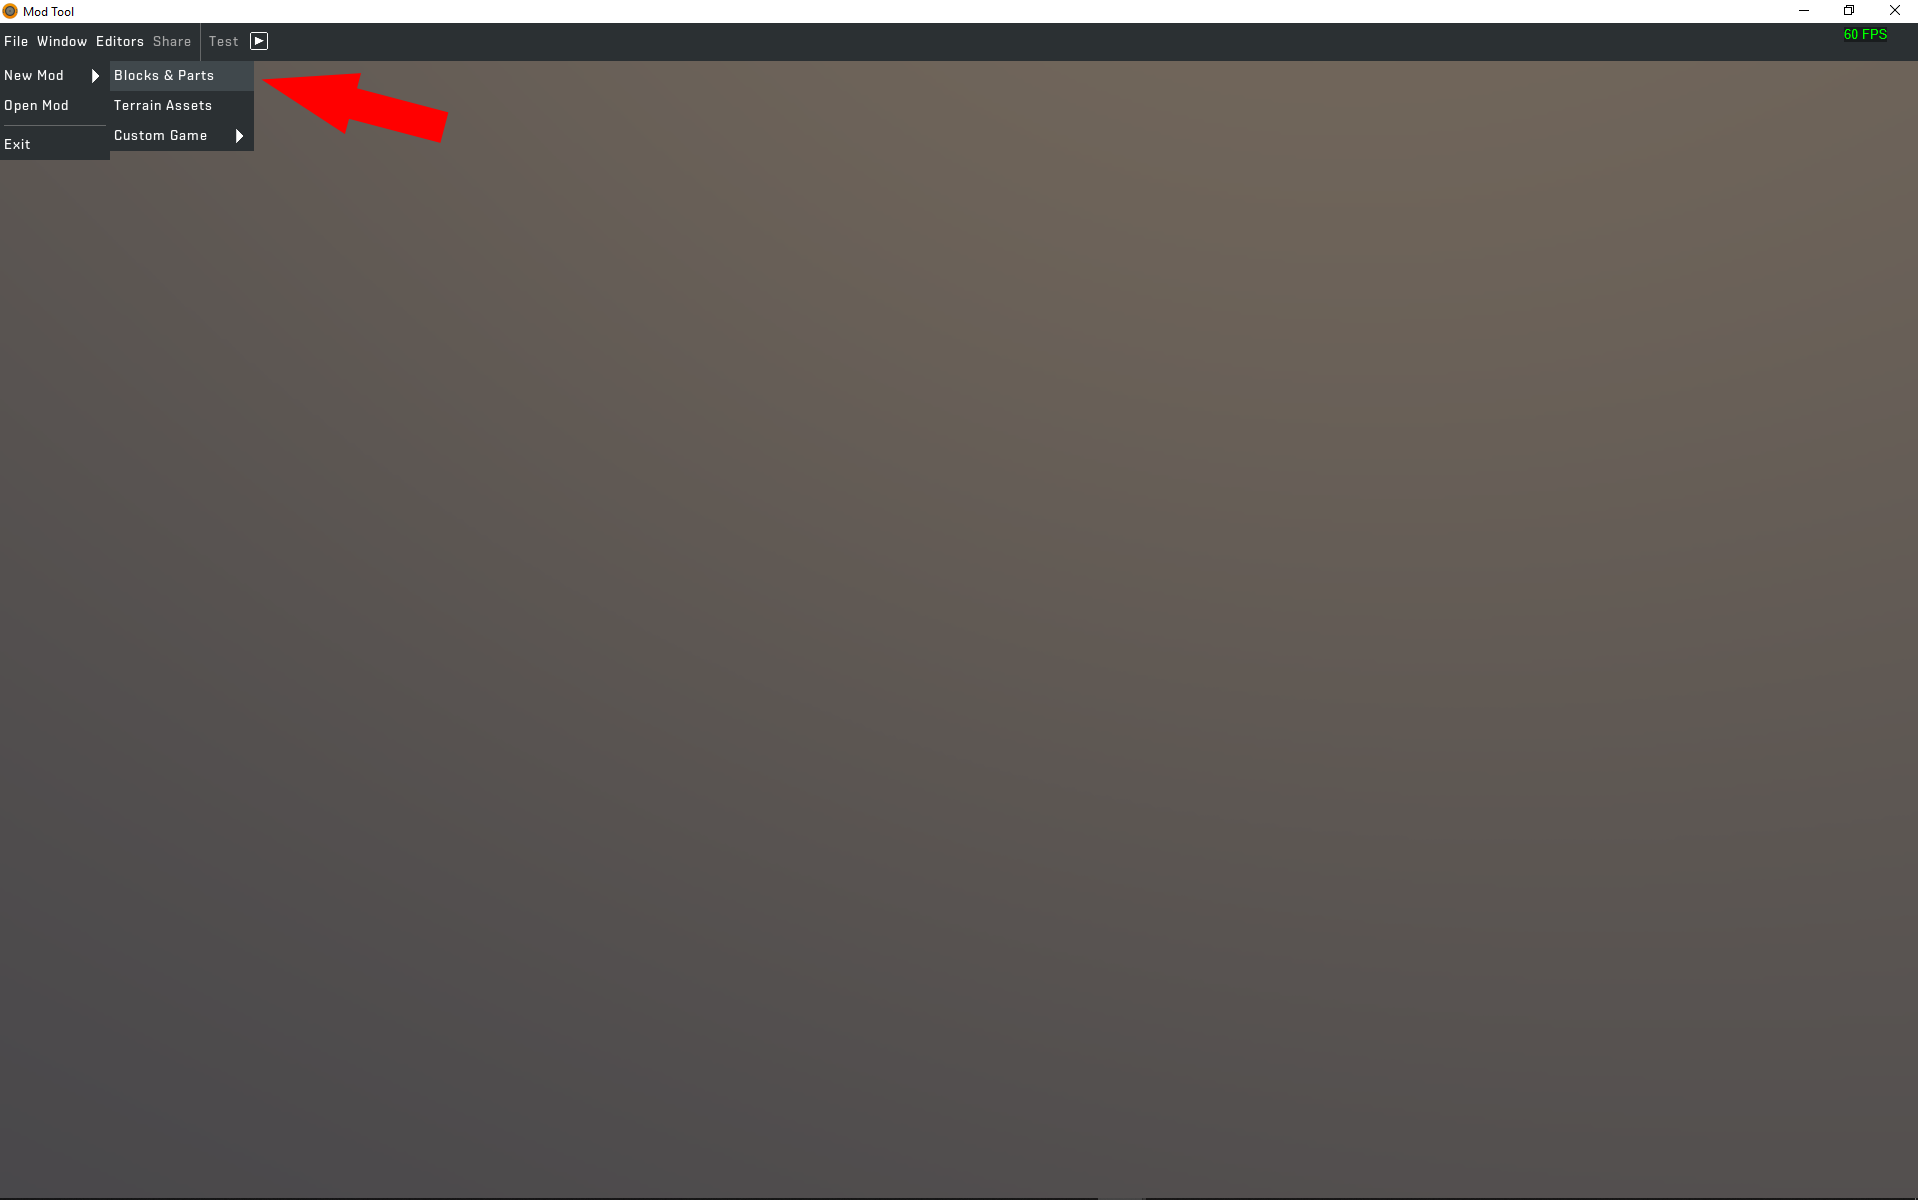 Mod Tool
File Window Editors Share Test
60 FPS
New Mod
Open Mod
Exit
Blocks & Parts
Terrain Assets
Custom Game